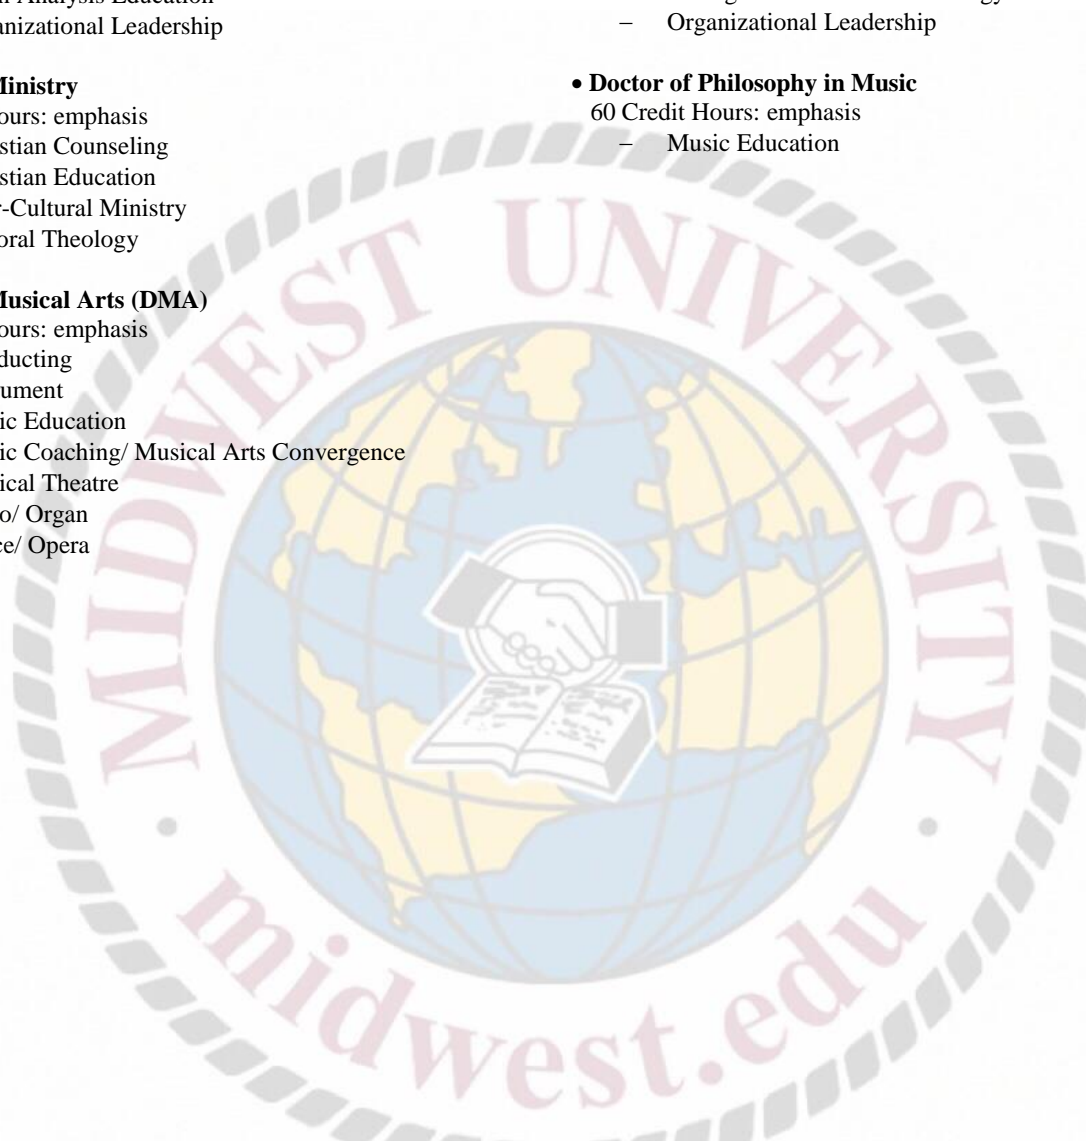 Organizational Leadership
anizational Leadership
Ministry
ours: emphasis
stian Counseling
stian Education
r-Cultural Ministry
oral Theology
Musical Arts (DMA)
ours: emphasis
ducting
ument
ic Education
ic Coaching/ Musical Arts Convergence
ical Theatre
o/ Organ
ce/ Opera
– Organizational Leadership
• Doctor of Philosophy in Music
60 Credit Hours: emphasis
– Music Education
MIDWEST UNIVERSITY
midwest.edu